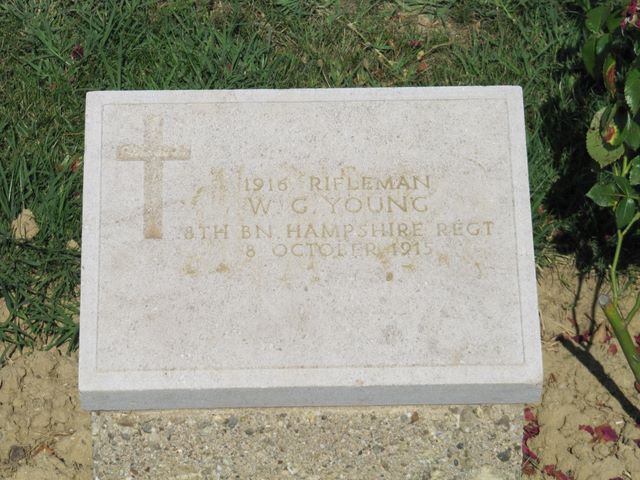 1916 RIFLEMAN
W G YOUNG
8TH BN HAMPSHIRE REGT
8 OCTOBER 1915